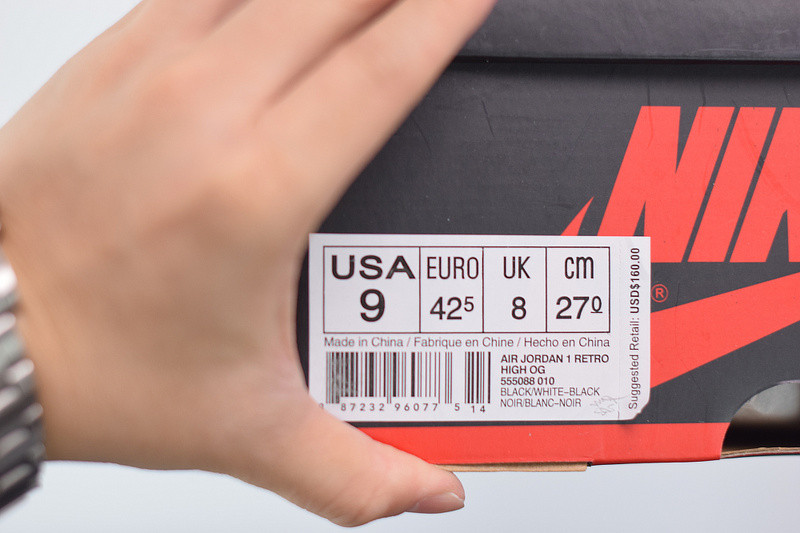 NIK
®
USA EURO UK cm
9 42.5 8 27.0
Made in China / Fabrique en Chine / Hecho en China
AIR JORDAN 1 RETRO
HIGH OG
555088 010
BLACK/WHITE-BLACK
NOIR/BLANC-NOIR
87232 96077 5 14
Suggested Retail: USD$160.00